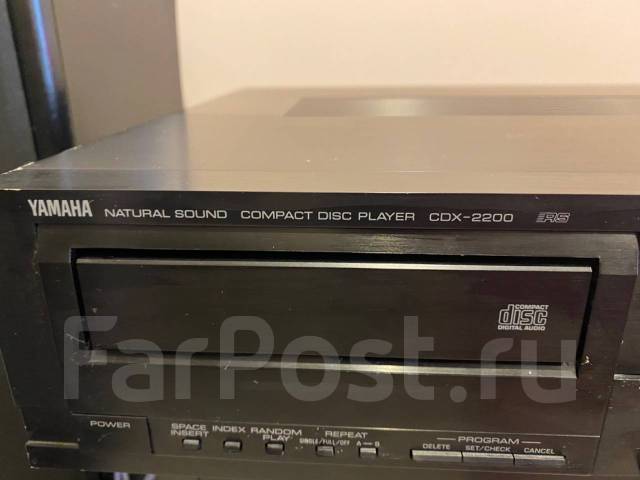 YAMAHA NATURAL SOUND COMPACT DISC PLAYER CDX-2200 RS
COMPACT
disc
DIGITAL AUDIO
FarPost.ru
POWER
SPACE INSERT INDEX RANDOM PLAY REPEAT SINGLE/FULL/OFF A↔B
PROGRAM
DELETE SET/CHECK CANCEL